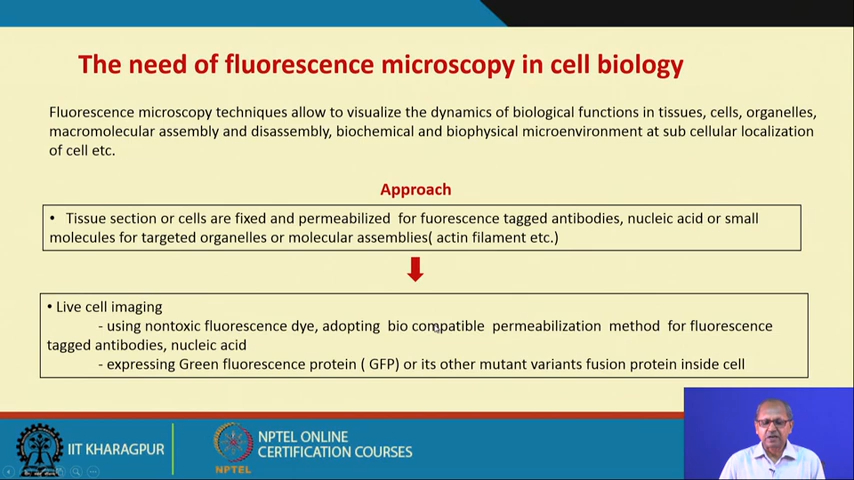 The need of fluorescence microscopy in cell biology
Fluorescence microscopy techniques allow to visualize the dynamics of biological functions in tissues, cells, organelles,
macromolecular assembly and disassembly, biochemical and biophysical microenvironment at sub cellular localization
of cell etc.
Approach
• Tissue section or cells are fixed and permeabilized for fuorescence tagged antibodies, nucleic acid or small
molecules for targeted organelles or molecular assemblies( actin filament etc.)
• Live cell imaging
- using nontoxic fluorescence dye, adopting bio compatible permeabilization method for fluorescence
tagged antibodies, nucleic acid
- expressing Green fluorescence protein ( GFP) or its other mutant variants fusion protein inside cell
IIT KHARAGPUR
NPTEL
NPTEL ONLINE
CERTIFICATION COURSES